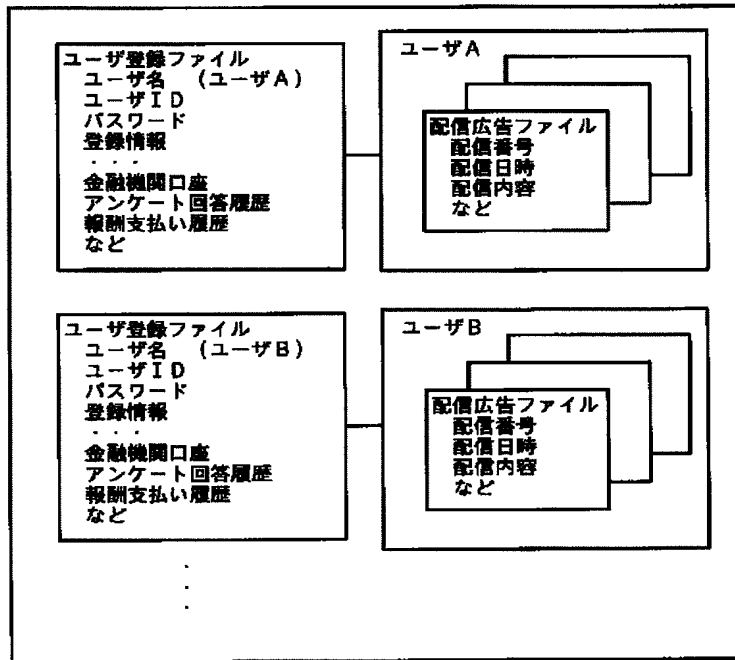 ユーザ登録ファイル
ユーザ名 (ユーザA)
ユーザID
パスワード
登録情報
・・・
金融機関口座
アンケート回答履歴
報酬支払い履歴
など
ユーザA
配信広告ファイル
配信番号
配信日時
配信内容
など
ユーザ登録ファイル
ユーザ名 (ユーザB)
ユーザID
パスワード
登録情報
・・・
金融機関口座
アンケート回答履歴
報酬支払い履歴
など
ユーザB
配信広告ファイル
配信番号
配信日時
配信内容
など
・
・
・